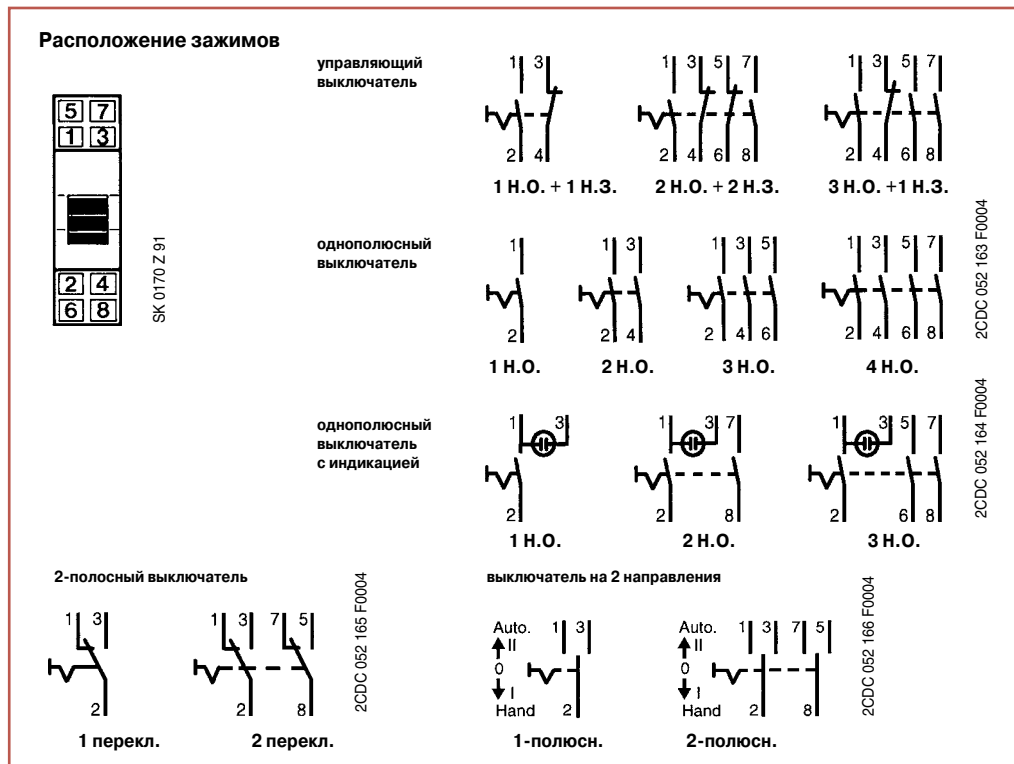 Расположение зажимов
управляющий
выключатель
1 3
2 4
1 Н.О. + 1 Н.З.
1 3 5 7
2 4 6 8
2 Н.О. + 2 Н.З.
1 3 5 7
2 4 6 8
3 Н.О. +1 Н.З.
5 7
1 3
2 4
6 8
SK 0170 Z 91
2CDC 052 163 F0004
однополюсный
выключатель
1
2
1 Н.О.
1 3
2 4
2 Н.О.
1 3 5
2 4 6
3 Н.О.
1 3 5 7
2 4 6 8
4 Н.О.
однополюсный
выключатель
с индикацией
1 3
2
1 Н.О.
1 3 7
2 8
2 Н.О.
1 3 5 7
2 6 8
3 Н.О.
2CDC 052 164 F0004
2-полосный выключатель
1 3
2
1 перекл.
1 3 7 5
2 8
2 перекл.
2CDC 052 165 F0004
выключатель на 2 направления
Auto. 1 3
II
0
I
Hand 2
1-полюсн.
Auto. 1 3 7 5
II
0
I
Hand 2 8
2-полюсн.
2CDC 052 166 F0004